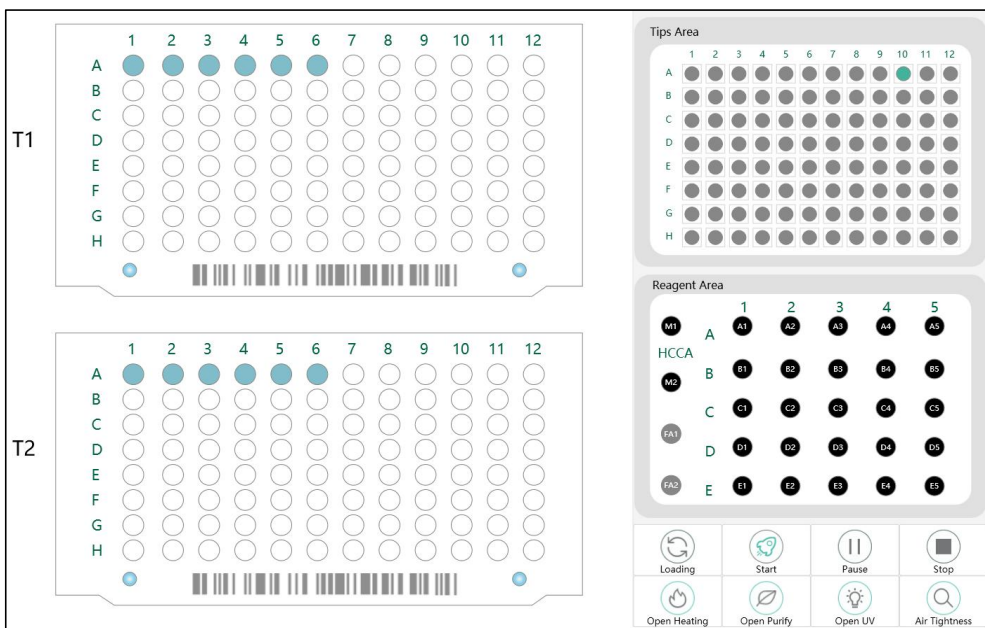 T1
1 2 3 4 5 6 7 8 9 10 11 12
A
B
C
D
E
F
G
H
T2
1 2 3 4 5 6 7 8 9 10 11 12
A
B
C
D
E
F
G
H
Tips Area
1 2 3 4 5 6 7 8 9 10 11 12
A
B
C
D
E
F
G
H
Reagent Area
1 2 3 4 5
M1 A A1 A2 A3 A4 A5
HCCA
M2 B B1 B2 B3 B4 B5
C C1 C2 C3 C4 C5
FA1 D D1 D2 D3 D4 D5
FA2 E E1 E2 E3 E4 E5
Loading Start Pause Stop
Open Heating Open Purify Open UV Air Tightness